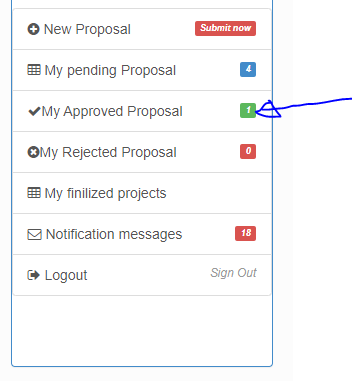 New Proposal Submit now
My pending Proposal 4
My Approved Proposal 1
My Rejected Proposal 0
My finilized projects
Notification messages 18
Logout Sign Out